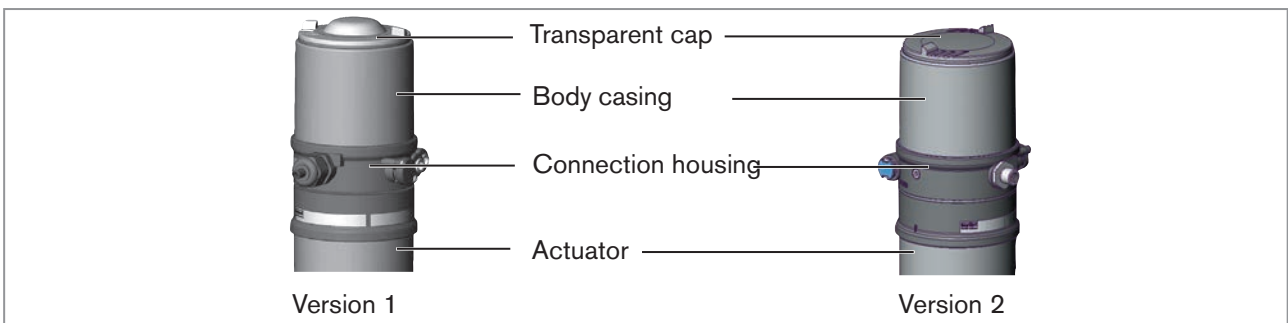 Transparent cap
Body casing
Connection housing
Actuator
Version 1
Version 2